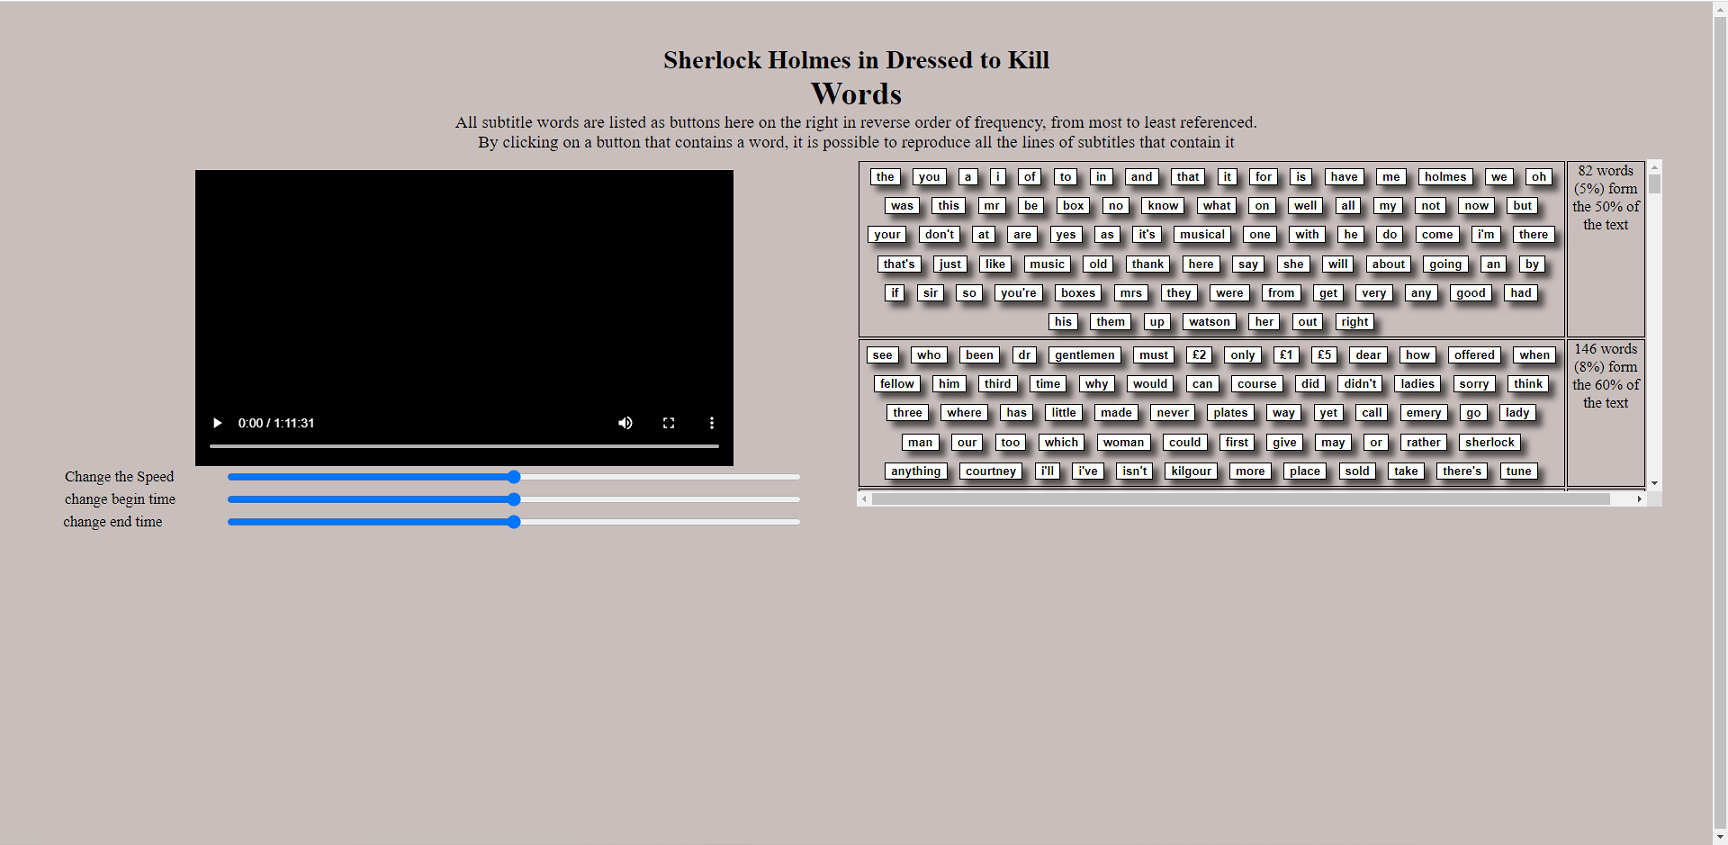 Sherlock Holmes in Dressed to Kill
Words
All subtitle words are listed as buttons here on the right in reverse order of frequency, from most to least referenced.
By clicking on a button that contains a word, it is possible to reproduce all the lines of subtitles that contain it
0:00 / 1:11:31
Change the Speed
change begin time
change end time
the you a i of to in and that it for is have me holmes we oh
was this mr be box no know what on well all my not now but
your don't at are yes as it's musical one with he do come i'm there
that's just like music old thank here say she will about going an by
if sir so you're boxes mrs they were from get very any good had
his them up watson her out right
82 words
(5%) form
the 50% of
the text
see who been dr gentlemen must £2 only £1 £5 dear how offered when
fellow him third time why would can course did didn't ladies sorry think
three where has little made never plates way yet call emery go lady
man our too which woman could first give may or rather sherlock
anything courtney i'll i've isn't kilgour more place sold take there's tune
146 words
(8%) form
the 60% of
the text